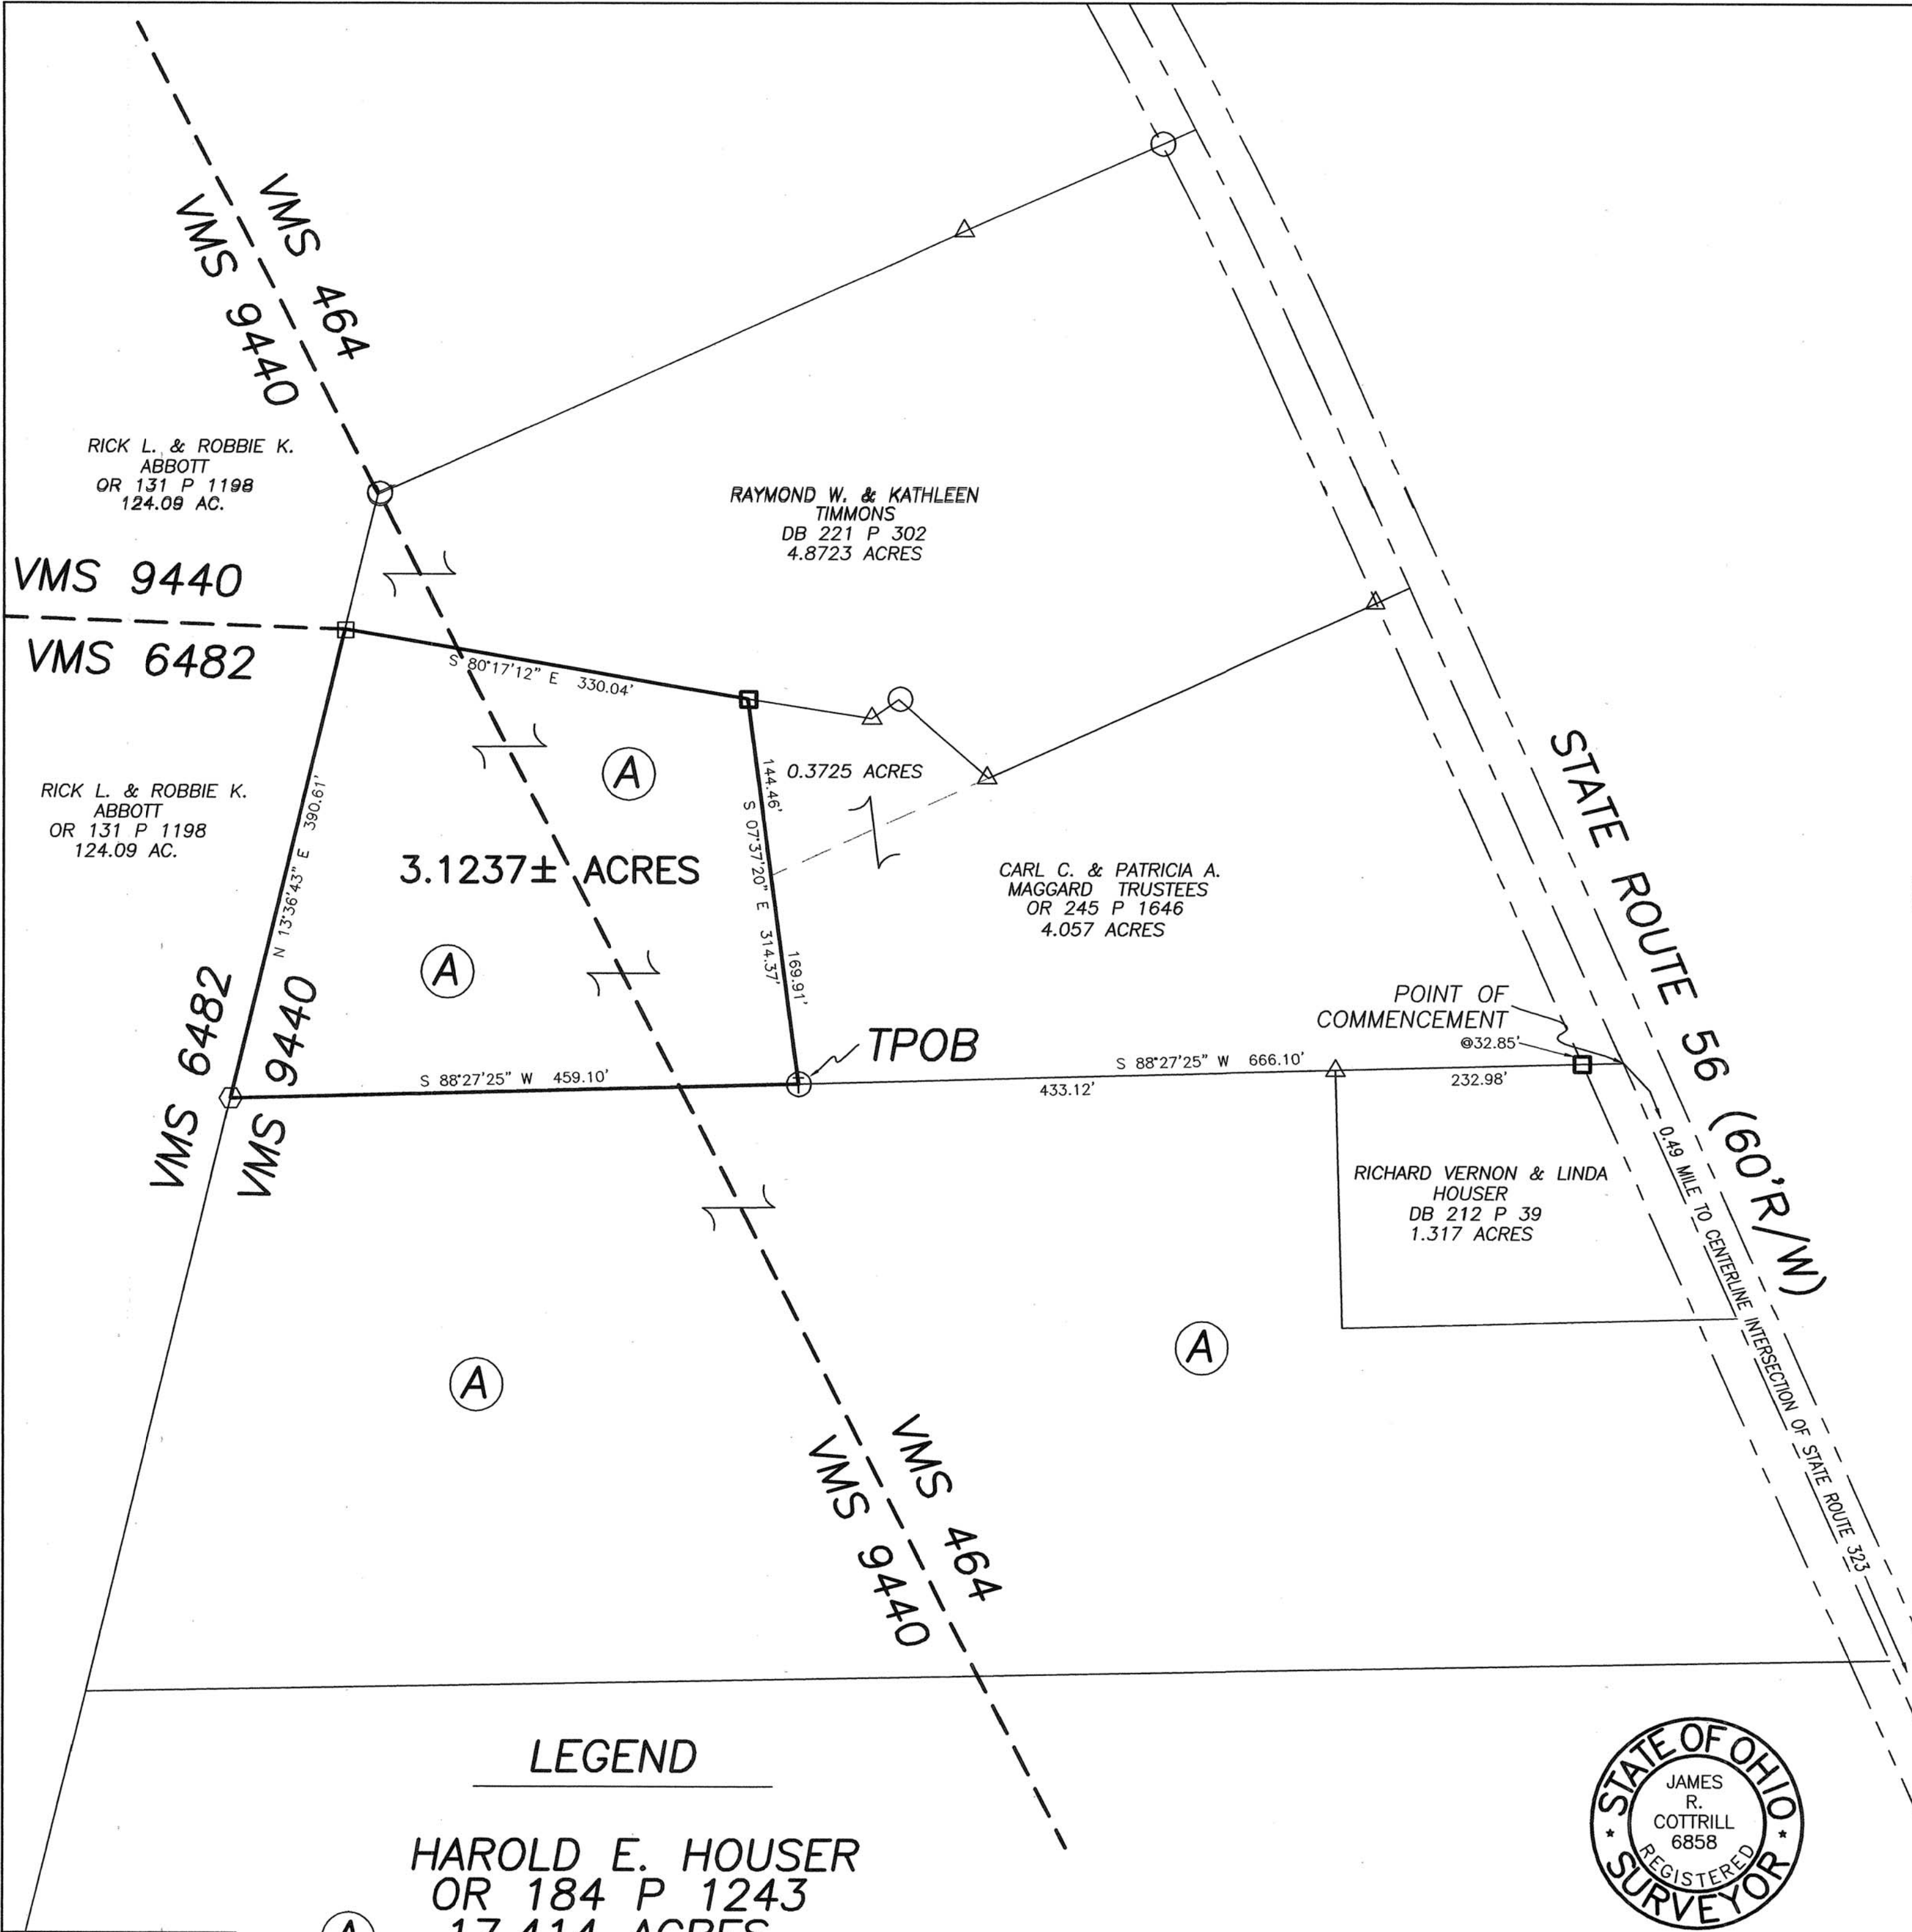 VMS 464
VMS 9440
RICK L. & ROBBIE K.
ABBOTT
OR 131 P 1198
124.09 AC.
RAYMOND W. & KATHLEEN
TIMMONS
DB 221 P 302
4.8723 ACRES
VMS 9440
VMS 6482
S 80°17'12" E 330.04'
A
144.46'
0.3725 ACRES
S 07°37'20" E 314.37'
169.91'
RICK L. & ROBBIE K.
ABBOTT
OR 131 P 1198
124.09 AC.
N 13°36'43" E 390.61'
3.1237± ACRES
A
CARL C. & PATRICIA A.
MAGGARD TRUSTEES
OR 245 P 1646
4.057 ACRES
STATE ROUTE 56 (60'R/W)
POINT OF
COMMENCEMENT
@32.85'
TPOB
VMS 6482
VMS 9440
S 88°27'25" W 459.10'
S 88°27'25" W 666.10'
433.12'
232.98'
0.49 MILE TO CENTERLINE INTERSECTION OF STATE ROUTE 323
RICHARD VERNON & LINDA
HOUSER
DB 212 P 39
1.317 ACRES
A
A
VMS 464
VMS 9440
LEGEND
HAROLD E. HOUSER
OR 184 P 1243
A 17.414 ACRES
STATE OF OHIO
JAMES
R.
COTTRILL
6858
REGISTERED
SURVEYOR